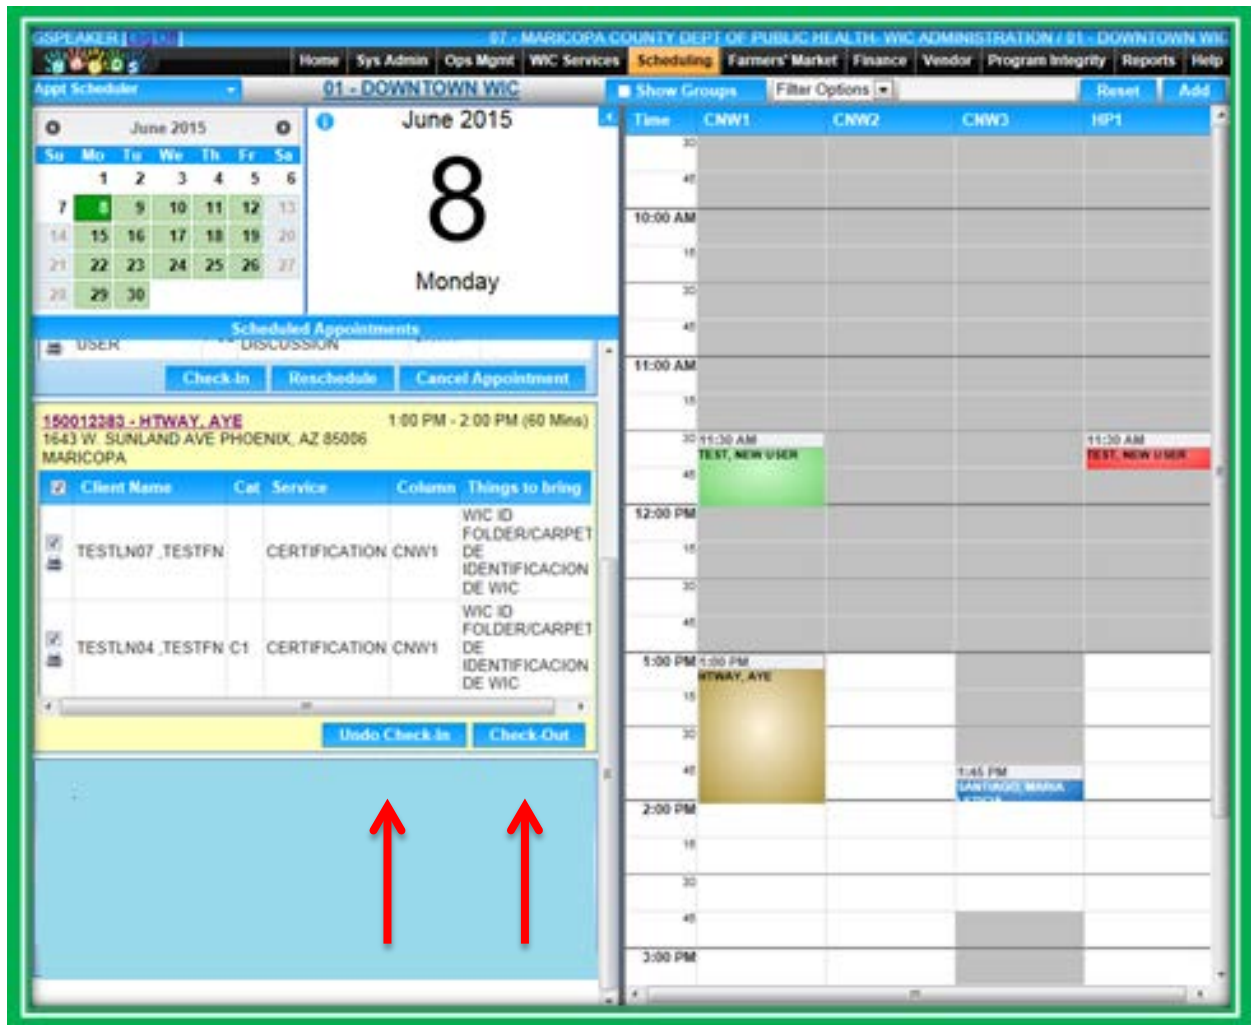 GSPEAKER [Log Off] 07 - MARICOPA COUNTY DEPT OF PUBLIC HEALTH- WIC ADMINISTRATION / 01 - DOWNTOWN WIC
HANDS Home Sys Admin Ops Mgmt WIC Services Scheduling Farmers' Market Finance Vendor Program Integrity Reports Help
Appt Scheduler 01 - DOWNTOWN WIC Show Groups Filter Options Reset Add
June 2015
Su Mo Tu We Th Fr Sa
1 2 3 4 5 6
7 8 9 10 11 12 13
14 15 16 17 18 19 20
21 22 23 24 25 26 27
28 29 30
June 2015
8
Monday
Scheduled Appointments
USER DISCUSSION
Check-In Reschedule Cancel Appointment
150012383 - HTWAY, AYE 1:00 PM - 2:00 PM (60 Mins)
1643 W. SUNLAND AVE PHOENIX, AZ 85006
MARICOPA
Client Name Cat Service Column Things to bring
TESTLN07 ,TESTFN CERTIFICATION CNW1
WIC ID
FOLDER/CARPET
DE
IDENTIFICACION
DE WIC
TESTLN04 ,TESTFN C1 CERTIFICATION CNW1
WIC ID
FOLDER/CARPET
DE
IDENTIFICACION
DE WIC
Undo Check-In Check-Out
Time CNW1 CNW2 CNW3 HP1
30
45
10:00 AM
15
30
45
11:00 AM
15
30 11:30 AM 11:30 AM
TEST, NEW USER TEST, NEW USER
45
12:00 PM
15
30
45
1:00 PM 1:00 PM
HTWAY, AYE
15
30
45 1:45 PM
SANTIAGO, MARIA
LETICIA
2:00 PM
15
30
45
3:00 PM